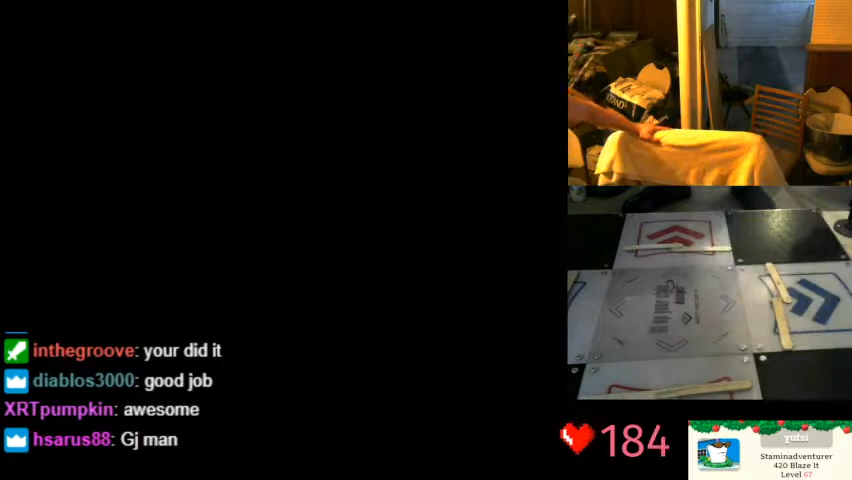 inthegroove: your did it
diablos3000: good job
XRTpumpkin: awesome
hsarus88: Gj man
184
yutsi
Staminadventurer
420 Blaze It
Level 67